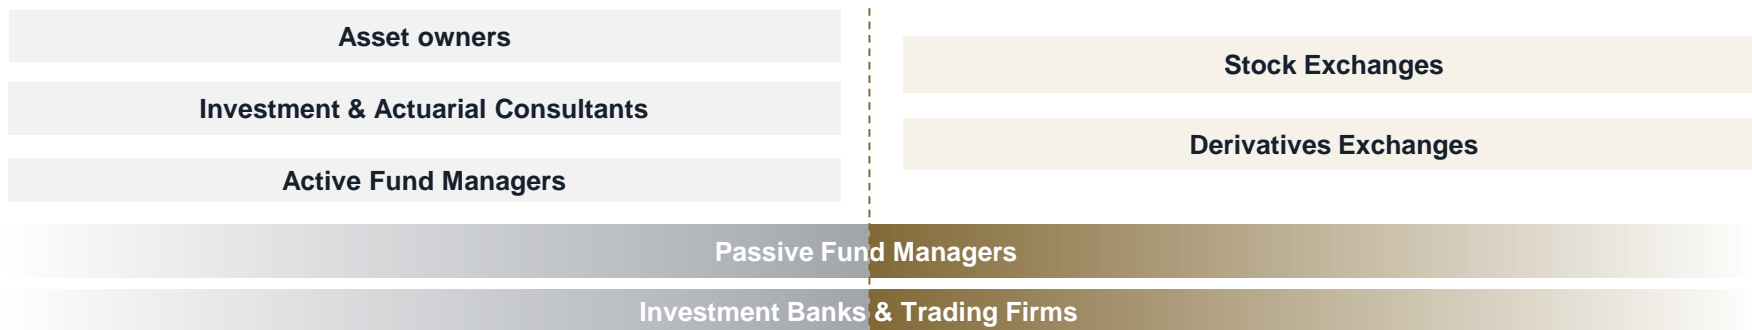 Asset owners
Investment & Actuarial Consultants
Active Fund Managers
Stock Exchanges
Derivatives Exchanges
Passive Fund Managers
Investment Banks & Trading Firms